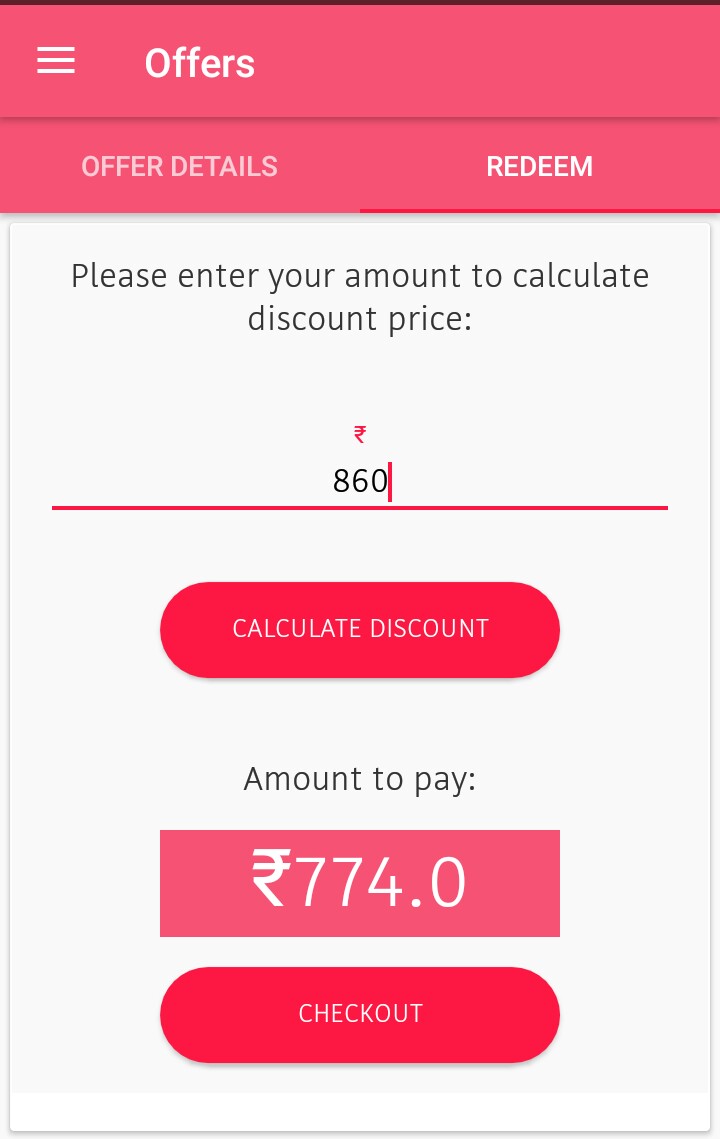 Offers
OFFER DETAILS
REDEEM
Please enter your amount to calculate
discount price:
₹
860
CALCULATE DISCOUNT
Amount to pay:
₹774.0
CHECKOUT